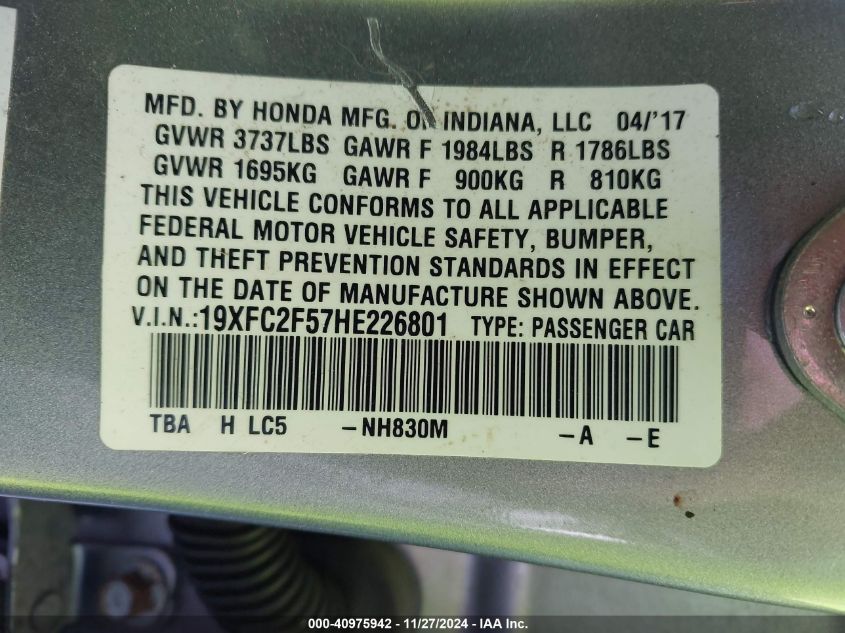 MFD. BY HONDA MFG. OF INDIANA, LLC 04/'17
GVWR 3737LBS GAWR F 1984LBS R 1786LBS
GVWR 1695KG GAWR F 900KG R 810KG
THIS VEHICLE CONFORMS TO ALL APPLICABLE
FEDERAL MOTOR VEHICLE SAFETY, BUMPER,
AND THEFT PREVENTION STANDARDS IN EFFECT
ON THE DATE OF MANUFACTURE SHOWN ABOVE.
V.I.N.:19XFC2F57HE226801 TYPE: PASSENGER CAR
TBA H LC5 -NH830M -A -E
000-40975942 - 11/27/2024 - IAA Inc.